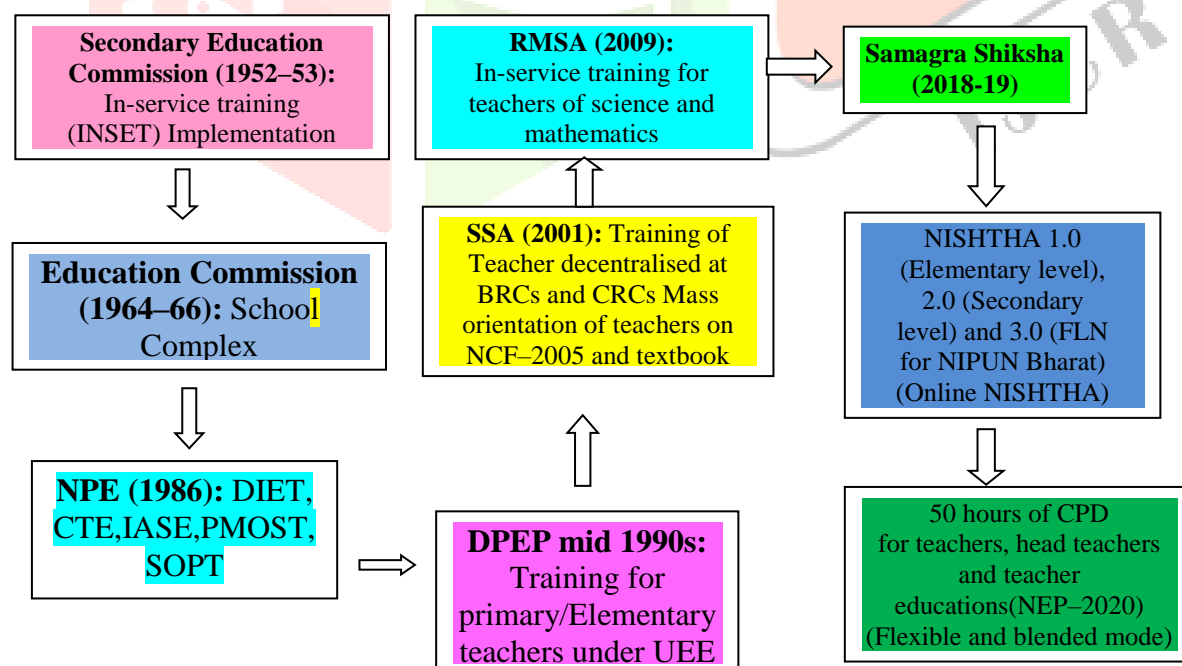 Secondary Education
Commission (1952–53):
In-service training
(INSET) Implementation
Education Commission
(1964–66): School
Complex
NPE (1986): DIET,
CTE,IASE,PMOST,
SOPT
DPEP mid 1990s:
Training for
primary/Elementary
teachers under UEE
SSA (2001): Training of
Teacher decentralised at
BRCs and CRCs Mass
orientation of teachers on
NCF–2005 and textbook
RMSA (2009):
In-service training for
teachers of science and
mathematics
Samagra Shiksha
(2018-19)
NISHTHA 1.0
(Elementary level),
2.0 (Secondary
level) and 3.0 (FLN
for NIPUN Bharat)
(Online NISHTHA)
50 hours of CPD
for teachers, head teachers
and teacher
educations(NEP–2020)
(Flexible and blended mode)